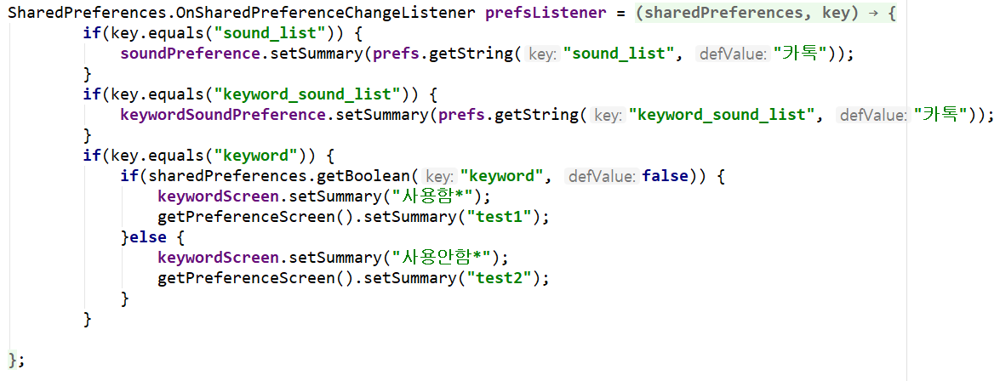 SharedPreferences.OnSharedPreferenceChangeListener prefsListener = (sharedPreferences, key) → {
if(key.equals("sound_list")) {
soundPreference.setSummary(prefs.getString( key: "sound_list", defValue: "카톡"));
}
if(key.equals("keyword_sound_list")) {
keywordSoundPreference.setSummary(prefs.getString( key: "keyword_sound_list", defValue: "카톡"));
}
if(key.equals("keyword")) {
if(sharedPreferences.getBoolean( key: "keyword", defValue: false)) {
keywordScreen.setSummary("사용함*");
getPreferenceScreen().setSummary("test1");
}else {
keywordScreen.setSummary("사용안함*");
getPreferenceScreen().setSummary("test2");
}
}
};